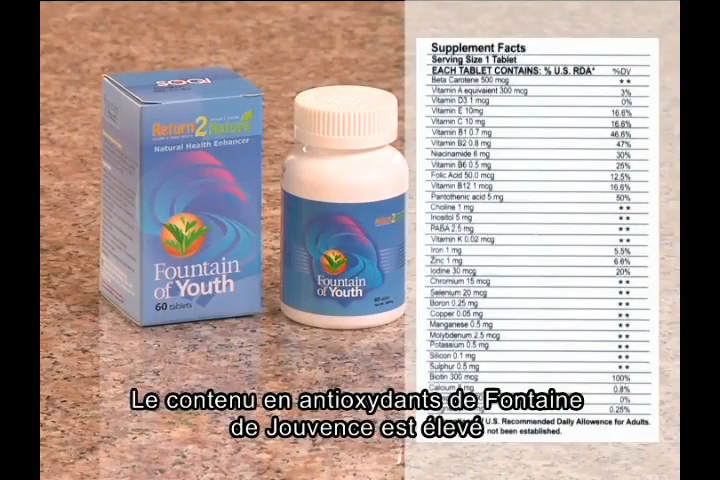 SOGI
Return2Nature
Natural Health Enhancer
Fountain
of Youth
60 tablets
Fountain
of Youth
Supplement Facts
Serving Size 1 Tablet
EACH TABLET CONTAINS: % U.S. RDA* %DV
Beta Carotene 500 mcg **
Vitamin A equivalent 300 mcg 3%
Vitamin D3 1 mcg 0%
Vitamin E 10mg 16.6%
Vitamin C 10 mg 16.6%
Vitamin B1 0.7 mg 46.6%
Vitamin B2 0.8 mg 47%
Niacinamide 6 mg 30%
Vitamin B6 0.5 mg 25%
Folic Acid 50.0 mcg 12.5%
Vitamin B12 1 mcg 16.6%
Pantothenic acid 5 mg 50%
Choline 1 mg **
Inositol 5 mg **
PABA 2.5 mg **
Vitamin K 0.02 mcg **
Iron 1 mg 5.5%
Zinc 1 mg 6.6%
Iodine 30 mcg 20%
Chromium 15 mcg **
Selenium 20 mcg **
Boron 0.25 mg **
Copper 0.05 mg **
Manganese 0.5 mg **
Molybdenum 2.5 mcg **
Potassium 0.5 mg **
Silicon 0.1 mg **
Sulphur 0.5 mg **
Biotin 300 mcg 100%
Calcium mg 0.8%
0%
0.25%
U.S. Recommended Daily Allowence for Adults.
not been established.
Le contenu en antioxydants de Fontaine
de Jouvence est élevé